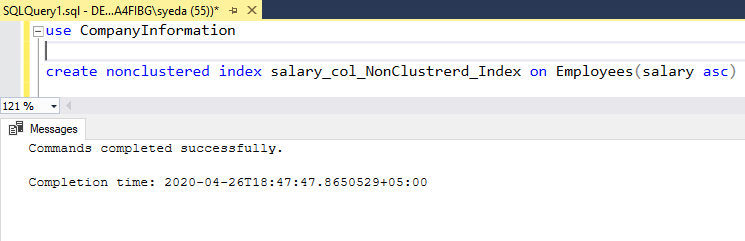 SQLQuery1.sql - DE...A4FIBG\syeda (55))*
use CompanyInformation
create nonclustered index salary_col_NonClustrerd_Index on Employees(salary asc)
121 %
Messages
Commands completed successfully.
Completion time: 2020-04-26T18:47:47.8650529+05:00